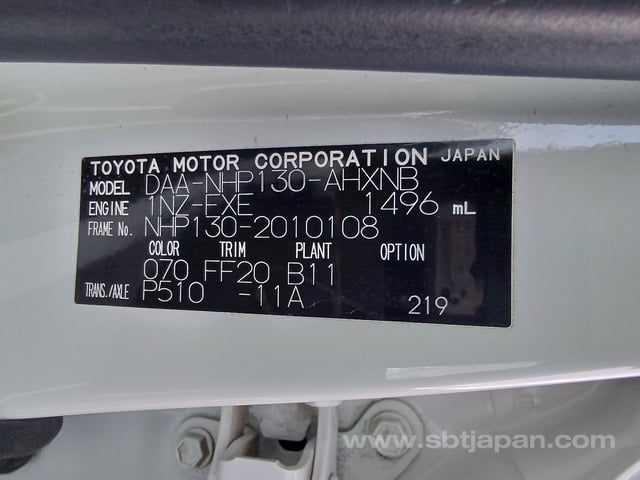 TOYOTA MOTOR CORPORATION JAPAN
MODEL DAA-NHP130-AHXNB
ENGINE 1NZ-EXE 1496 mL
FRAME No. NHP130-2010108
COLOR TRIM PLANT OPTION
070 FF20 B11
TRANS./AXLE P510 -11A 219
www.sbtjapan.com